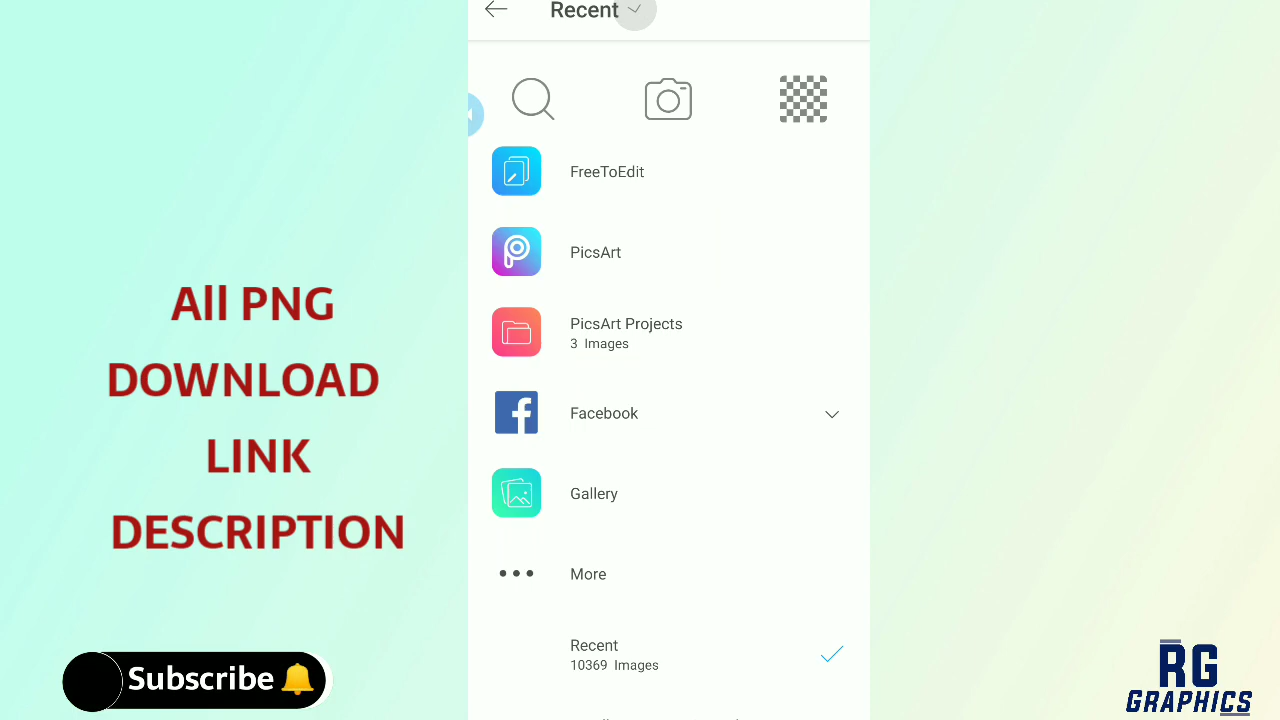 Recent
FreeToEdit
PicsArt
PicsArt Projects
3 Images
Facebook
Gallery
More
Recent
10369 Images
All PNG
DOWNLOAD
LINK
DESCRIPTION
Subscribe
RG
GRAPHICS